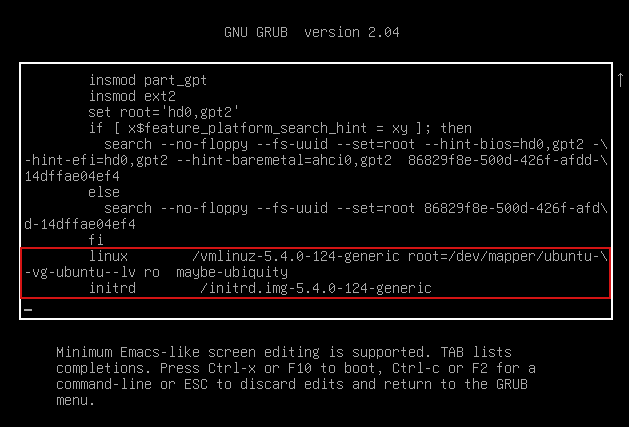 GNU GRUB  version 2.04
insmod part_gpt
insmod ext2
set root='hd0,gpt2'
if [ x$feature_platform_search_hint = xy ]; then
search --no-floppy --fs-uuid --set=root --hint-bios=hd0,gpt2 -\
-hint-efi=hd0,gpt2 --hint-baremetal=ahci0,gpt2  86829f8e-500d-426f-afdd-\
14dffae04ef4
else
search --no-floppy --fs-uuid --set=root 86829f8e-500d-426f-afd\
d-14dffae04ef4
fi
linux        /vmlinuz-5.4.0-124-generic root=/dev/mapper/ubuntu-\
-vg-ubuntu--lv ro  maybe-ubiquity
initrd        /initrd.img-5.4.0-124-generic
Minimum Emacs-like screen editing is supported. TAB lists
completions. Press Ctrl-x or F10 to boot, Ctrl-c or F2 for a
command-line or ESC to discard edits and return to the GRUB
menu.